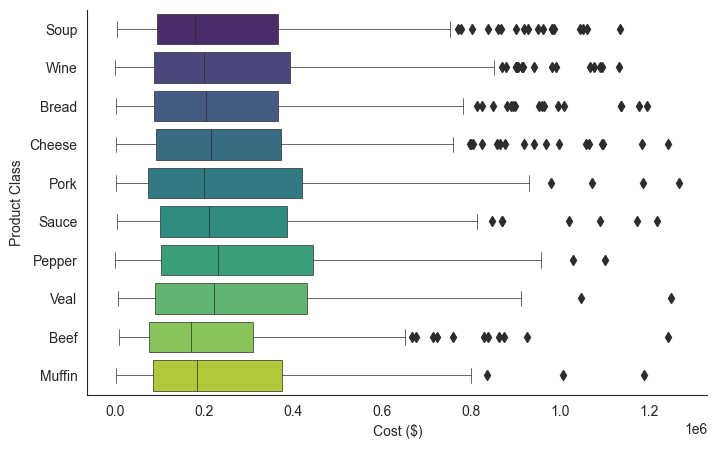 Soup
Wine
Bread
Cheese
Pork
Sauce
Pepper
Veal
Beef
Muffin
Product Class
0.0 0.2 0.4 0.6 0.8 1.0 1.2
1e6
Cost ($)